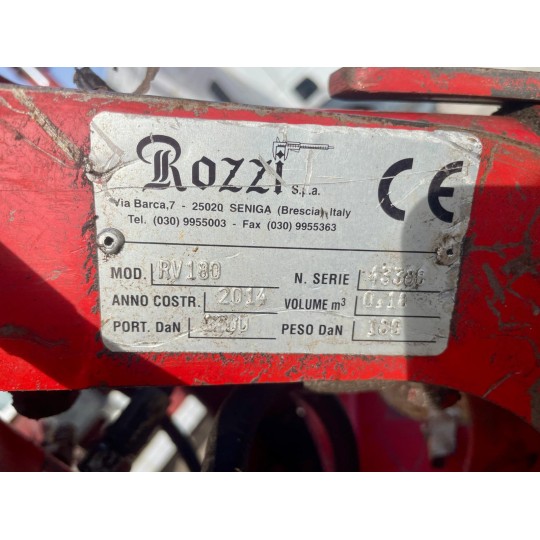 Rozzi S.p.a.
Via Barca,7 - 25020 SENIGA (Brescia) Italy
Tel. (030) 9955003 - Fax (030) 9955363
CE
MOD. RV180 N. SERIE
ANNO COSTR. 2014 VOLUME m³
PORT. DaN PESO DaN